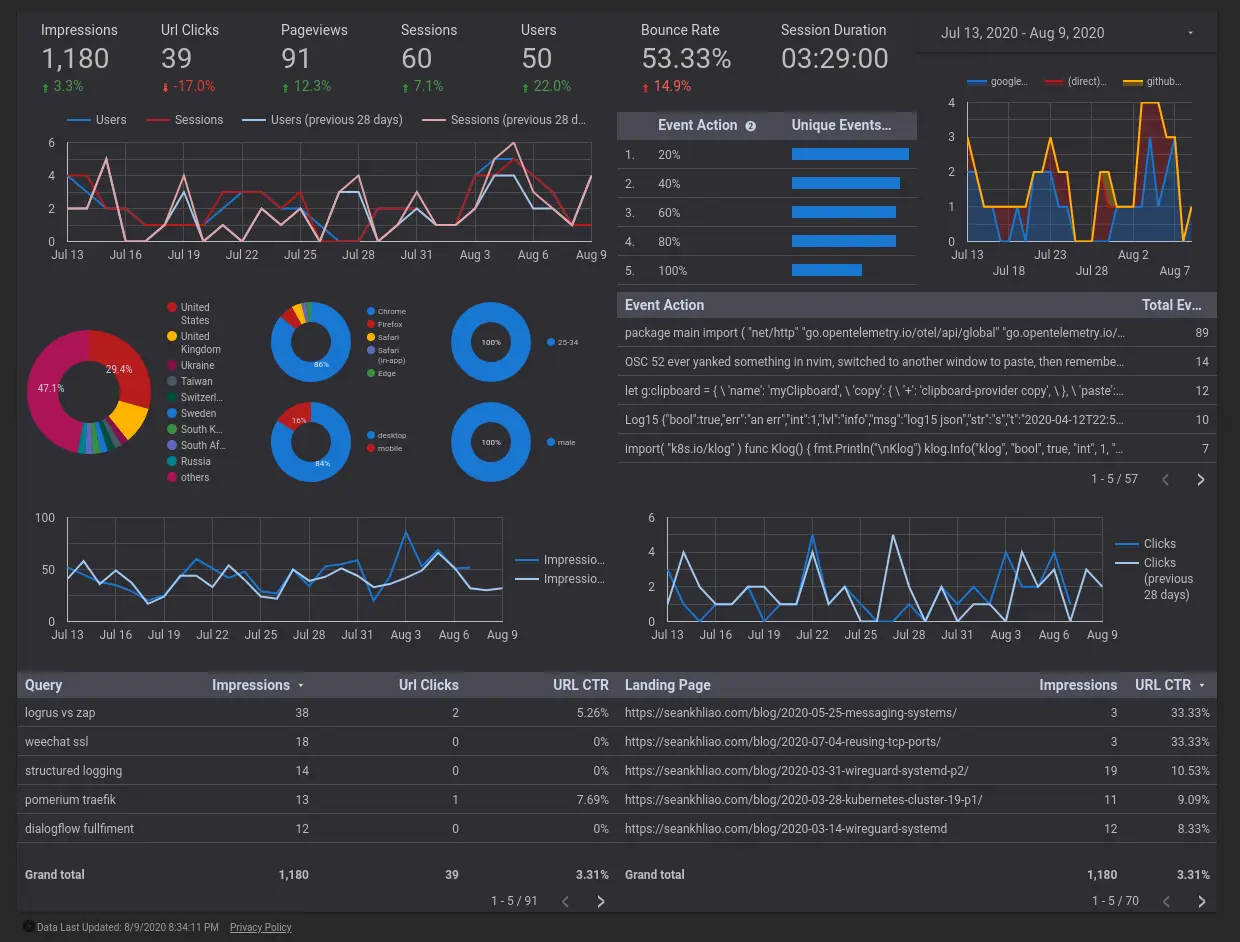 Impressions Url Clicks Pageviews Sessions Users Bounce Rate Session Duration
1,180 39 91 60 50 53.33% 03:29:00
3.3% -17.0% 12.3% 7.1% 22.0% 14.9%
Jul 13, 2020 - Aug 9, 2020
Users Sessions Users (previous 28 days) Sessions (previous 28 d...
6
4
2
0
Jul 13 Jul 16 Jul 19 Jul 22 Jul 25 Jul 28 Jul 31 Aug 3 Aug 6 Aug 9
Event Action Unique Events...
1. 20%
2. 40%
3. 60%
4. 80%
5. 100%
google... (direct)... github...
4
3
2
1
0
Jul 13 Jul 23 Aug 2
Jul 18 Jul 28 Aug 7
47.1% 29.4%
United
States
United
Kingdom
Ukraine
Taiwan
Switzerl...
Sweden
South K...
South Af...
Russia
others
86%
Chrome
Firefox
Safari
Safari
(in-app)
Edge
100%
25-34
16%
84%
desktop
mobile
100%
male
Event Action Total Ev...
package main import ( "net/http" "go.opentelemetry.io/otel/api/global" "go.opentelemetry.io/... 89
OSC 52 ever yanked something in nvim, switched to another window to paste, then remembe... 14
let g:clipboard = { \ 'name': 'myClipboard', \ 'copy': { \ '+': 'clipboard-provider copy', \ }, \ 'paste':... 12
Log15 {"bool":true,"err":"an err","int":1,"lvl":"info","msg":"log15 json","str":"s","t":"2020-04-12T22:5... 10
import( "k8s.io/klog" ) func Klog() { fmt.Println("\nKlog") klog.Info("klog", "bool", true, "int", 1, "... 7
1 - 5 / 57
100
50
0
Jul 13 Jul 16 Jul 19 Jul 22 Jul 25 Jul 28 Jul 31 Aug 3 Aug 6 Aug 9
Impressio...
Impressio...
6
4
2
0
Jul 13 Jul 16 Jul 19 Jul 22 Jul 25 Jul 28 Jul 31 Aug 3 Aug 6 Aug 9
Clicks
Clicks
(previous
28 days)
Query Impressions Url Clicks URL CTR
logrus vs zap 38 2 5.26%
weechat ssl 18 0 0%
structured logging 14 0 0%
pomerium traefik 13 1 7.69%
dialogflow fullfiment 12 0 0%
Grand total 1,180 39 3.31%
1 - 5 / 91
Landing Page Impressions URL CTR
https://seankhliao.com/blog/2020-05-25-messaging-systems/ 3 33.33%
https://seankhliao.com/blog/2020-07-04-reusing-tcp-ports/ 3 33.33%
https://seankhliao.com/blog/2020-03-31-wireguard-systemd-p2/ 19 10.53%
https://seankhliao.com/blog/2020-03-28-kubernetes-cluster-19-p1/ 11 9.09%
https://seankhliao.com/blog/2020-03-14-wireguard-systemd 12 8.33%
Grand total 1,180 3.31%
1 - 5 / 70
Data Last Updated: 8/9/2020 8:34:11 PM Privacy Policy